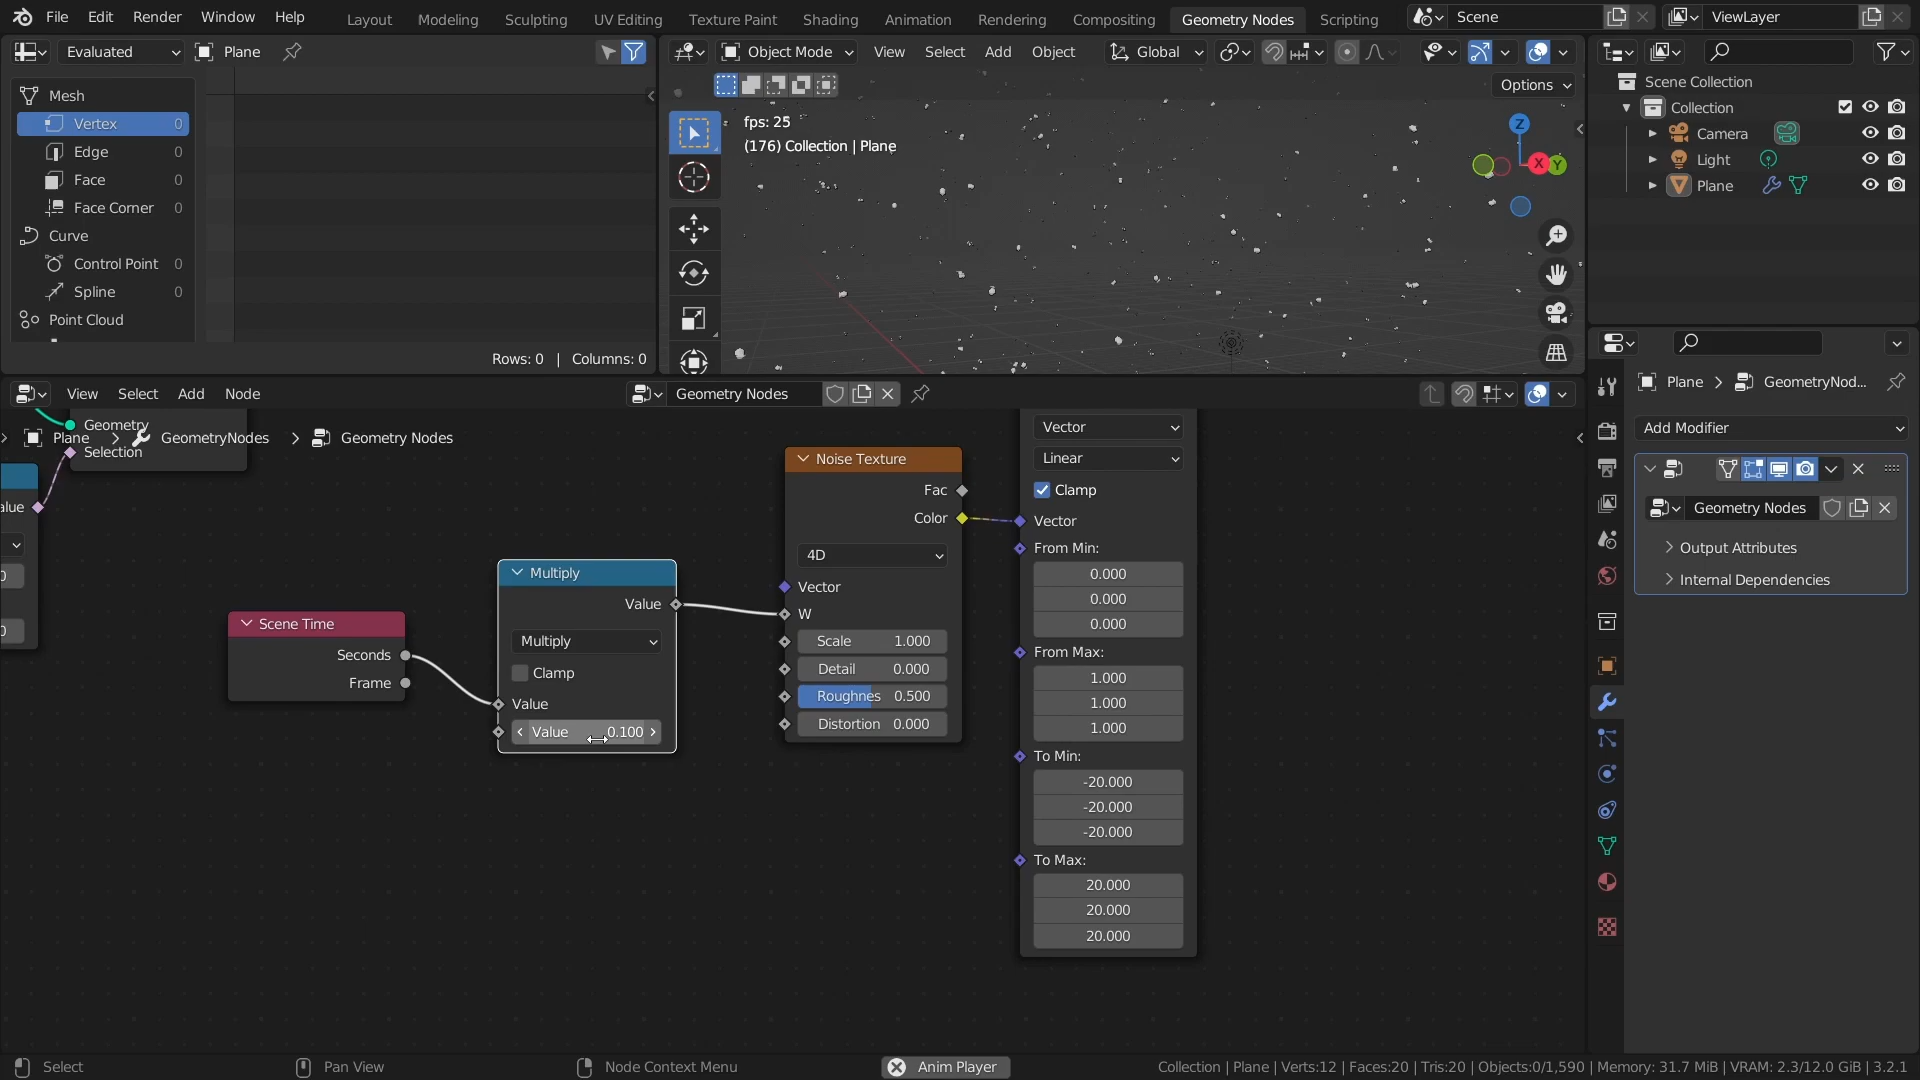 File Edit Render Window Help Layout Modeling Sculpting UV Editing Texture Paint Shading Animation Rendering Compositing Geometry Nodes Scripting Scene ViewLayer
Evaluated Plane
Object Mode View Select Add Object Global
Options
Mesh
Vertex 0
Edge 0
Face 0
Face Corner 0
Curve
Control Point 0
Spline 0
Point Cloud
Rows: 0 | Columns: 0
fps: 25
(176) Collection | Plane
Z
X
Y
Scene Collection
Collection
Camera
Light
Plane
View Select Add Node Geometry Nodes
Plane > GeometryNodes > Geometry Nodes
Geometry
Selection
alue
0
0
Scene Time
Seconds
Frame
Multiply
Value
Multiply
Clamp
Value
Value 0.100
Noise Texture
Fac
Color
4D
Vector
W
Scale 1.000
Detail 0.000
Roughnes 0.500
Distortion 0.000
Vector
Linear
Clamp
Vector
From Min:
0.000
0.000
0.000
From Max:
1.000
1.000
1.000
To Min:
-20.000
-20.000
-20.000
To Max:
20.000
20.000
20.000
Plane > GeometryNod...
Add Modifier
Geometry Nodes
Output Attributes
Internal Dependencies
Select Pan View Node Context Menu Anim Player Collection | Plane | Verts:12 | Faces:20 | Tris:20 | Objects:0/1,590 | Memory: 31.7 MiB | VRAM: 2.3/12.0 GiB | 3.2.1